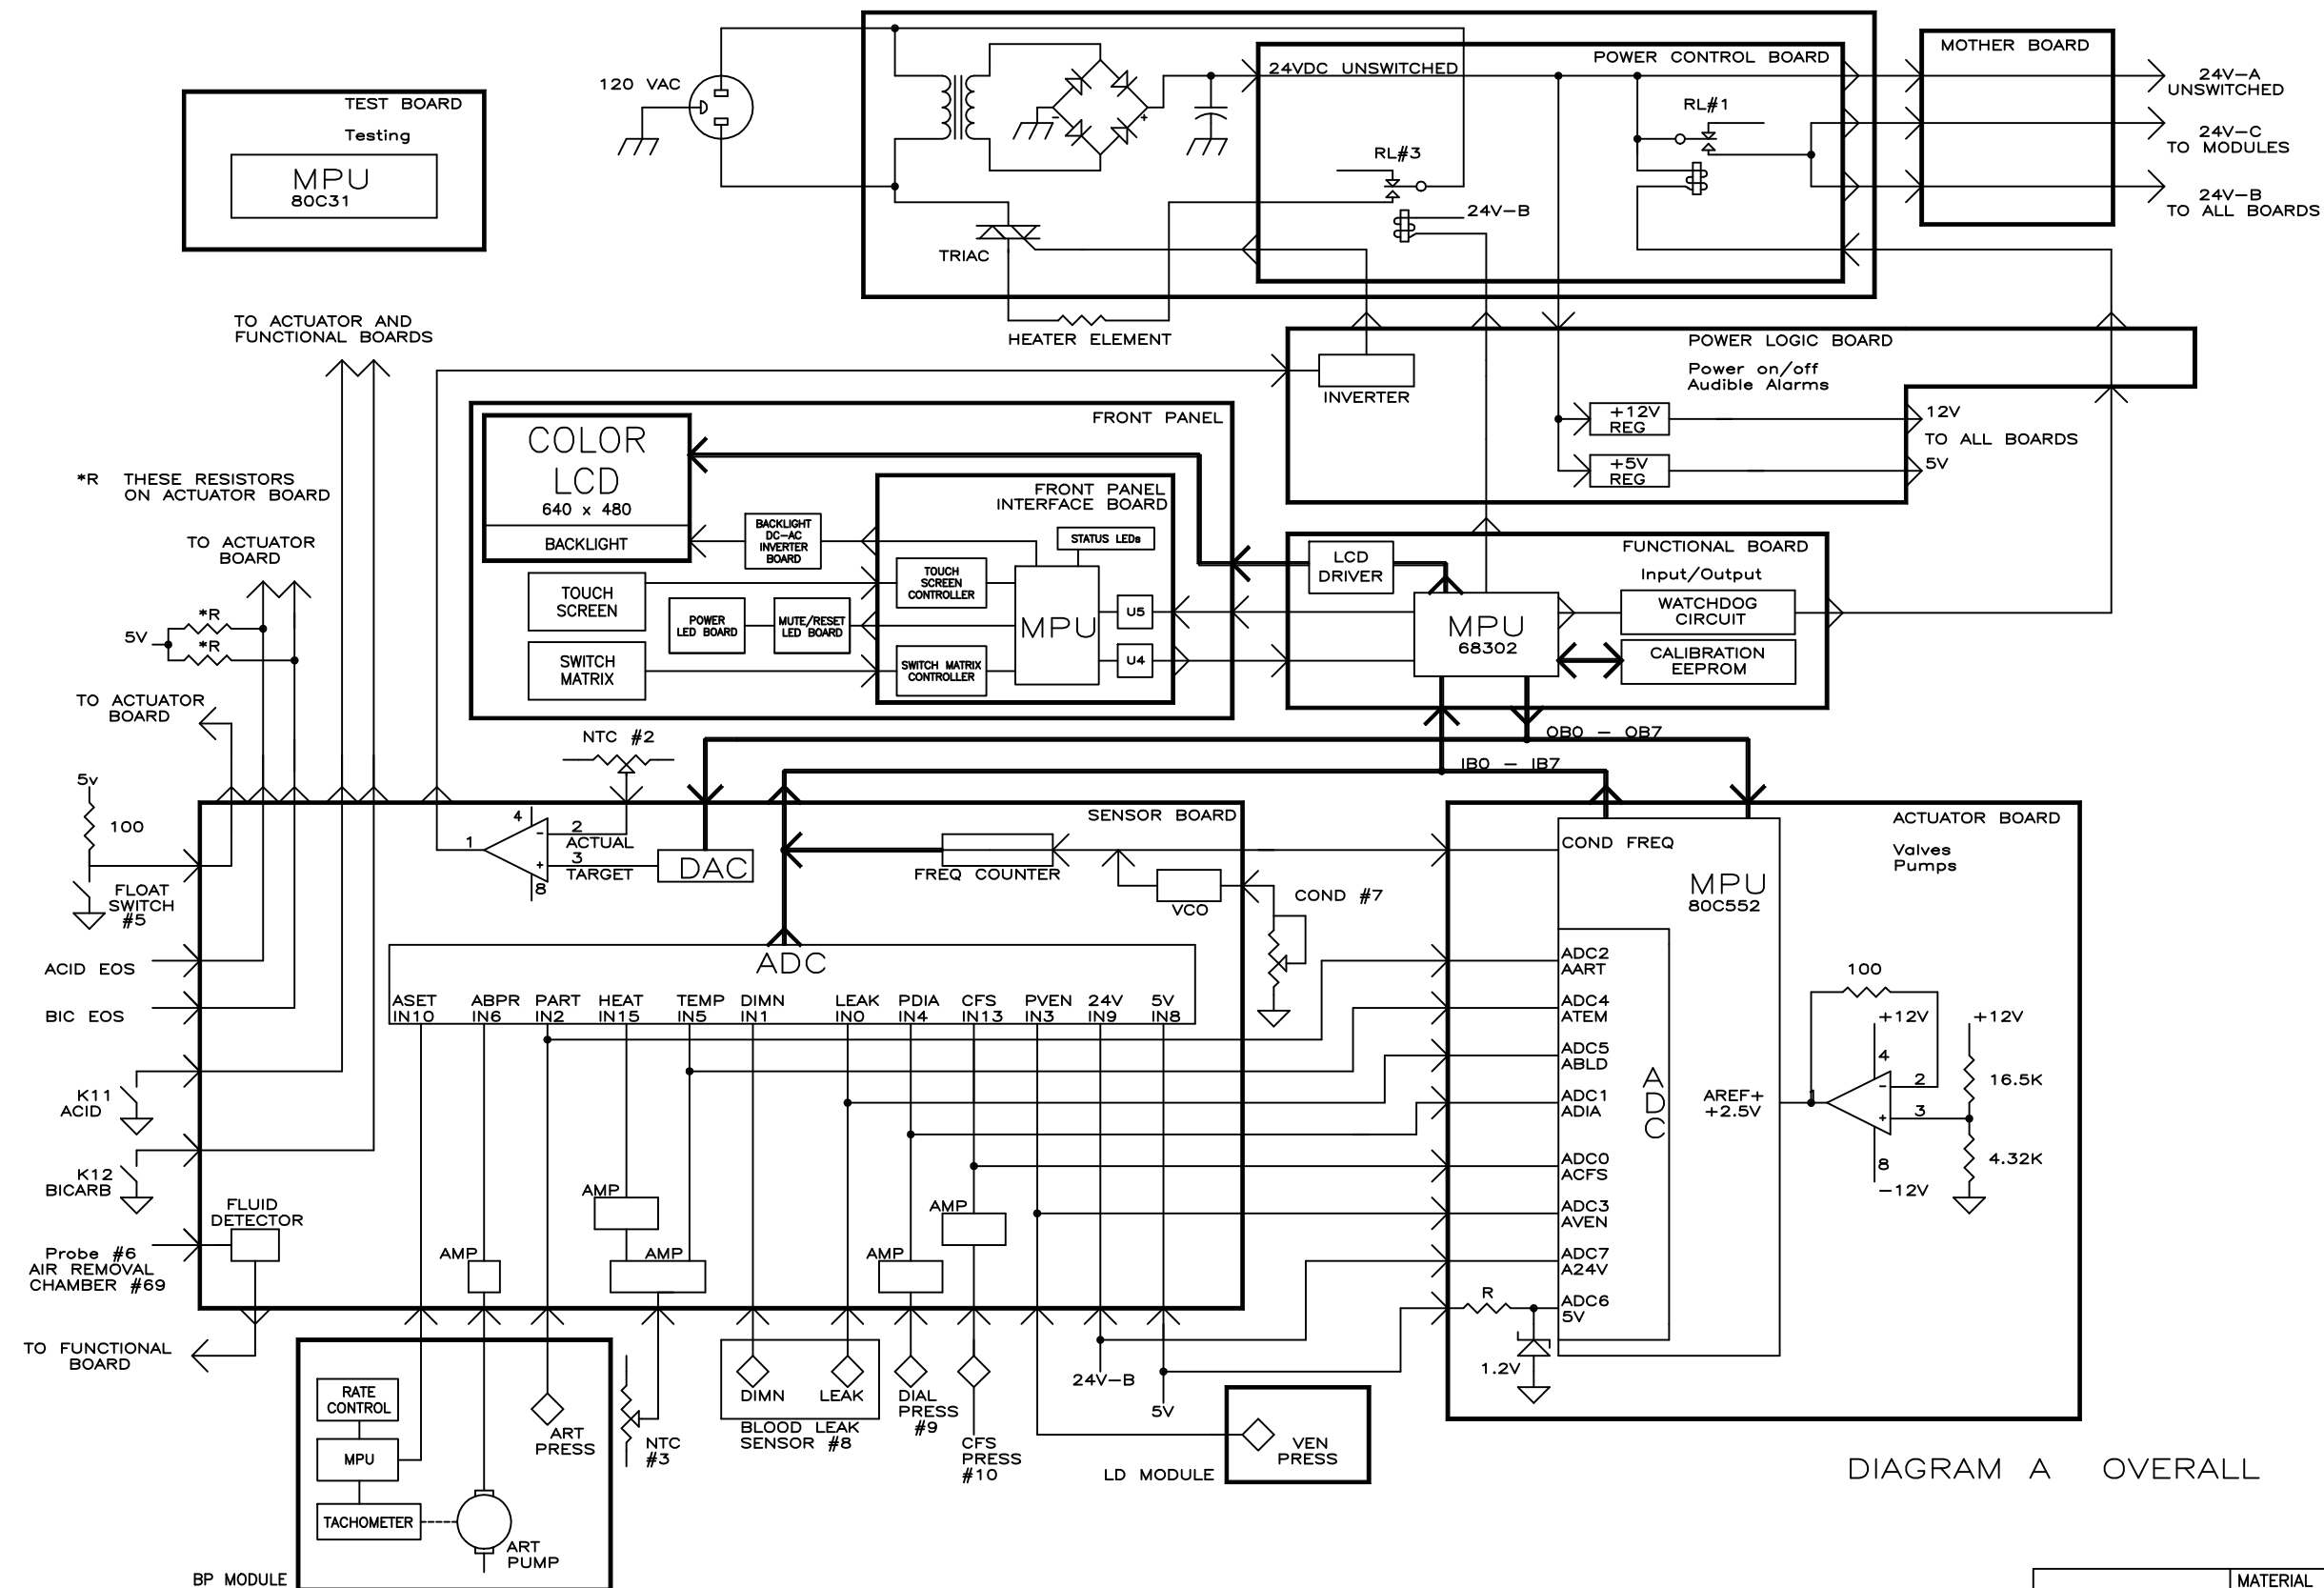 TEST BOARD
Testing
MPU
80C31
120 VAC
24VDC UNSWITCHED
POWER CONTROL BOARD
MOTHER BOARD
24V-A
UNSWITCHED
RL#1
24V-C
TO MODULES
RL#3
24V-B
24V-B
TO ALL BOARDS
TRIAC
- +
HEATER ELEMENT
TO ACTUATOR AND
FUNCTIONAL BOARDS
POWER LOGIC BOARD
Power on/off
Audible Alarms
INVERTER
+12V
REG
12V
TO ALL BOARDS
+5V
REG
5V
FRONT PANEL
COLOR
LCD
640 x 480
BACKLIGHT
BACKLIGHT
DC-AC
INVERTER
BOARD
FRONT PANEL
INTERFACE BOARD
STATUS LEDs
TOUCH
SCREEN
CONTROLLER
TOUCH
SCREEN
POWER
LED BOARD
MUTE/RESET
LED BOARD
MPU
U5
U4
SWITCH
MATRIX
SWITCH MATRIX
CONTROLLER
FUNCTIONAL BOARD
Input/Output
LCD
DRIVER
MPU
68302
WATCHDOG
CIRCUIT
CALIBRATION
EEPROM
*R THESE RESISTORS
ON ACTUATOR BOARD
TO ACTUATOR
BOARD
*R
5V
*R
TO ACTUATOR
BOARD
NTC #2
OB0 - OB7
IB0 - IB7
5v
100
FLOAT
SWITCH
#5
ACID EOS
BIC EOS
K11
ACID
K12
BICARB
FLUID
DETECTOR
Probe #6
AIR REMOVAL
CHAMBER #69
TO FUNCTIONAL
BOARD
SENSOR BOARD
4
1
2
-
ACTUAL
3
+
TARGET
8
DAC
FREQ COUNTER
VCO
COND #7
ADC
ASET
IN10
ABPR
IN6
PART
IN2
HEAT
IN15
TEMP
IN5
DIMN
IN1
LEAK
IN0
PDIA
IN4
CFS
IN13
PVEN
IN3
24V
IN9
5V
IN8
AMP
AMP
AMP
AMP
AMP
ACTUATOR BOARD
Valves
Pumps
COND FREQ
MPU
80C552
ADC2
AART
ADC4
ATEM
ADC5
ABLD
ADC1
ADIA
ADC0
ACFS
ADC3
AVEN
ADC7
A24V
ADC6
5V
A
D
C
AREF+
+2.5V
R
1.2V
100
+12V
+12V
4
2
-
1
3
+
8
-12V
16.5K
4.32K
RATE
CONTROL
MPU
TACHOMETER
ART
PRESS
ART
PUMP
BP MODULE
NTC
#3
DIMN
LEAK
BLOOD LEAK
SENSOR #8
DIAL
PRESS
#9
CFS
PRESS
#10
24V-B
5V
LD MODULE
VEN
PRESS
DIAGRAM A OVERALL
MATERIAL